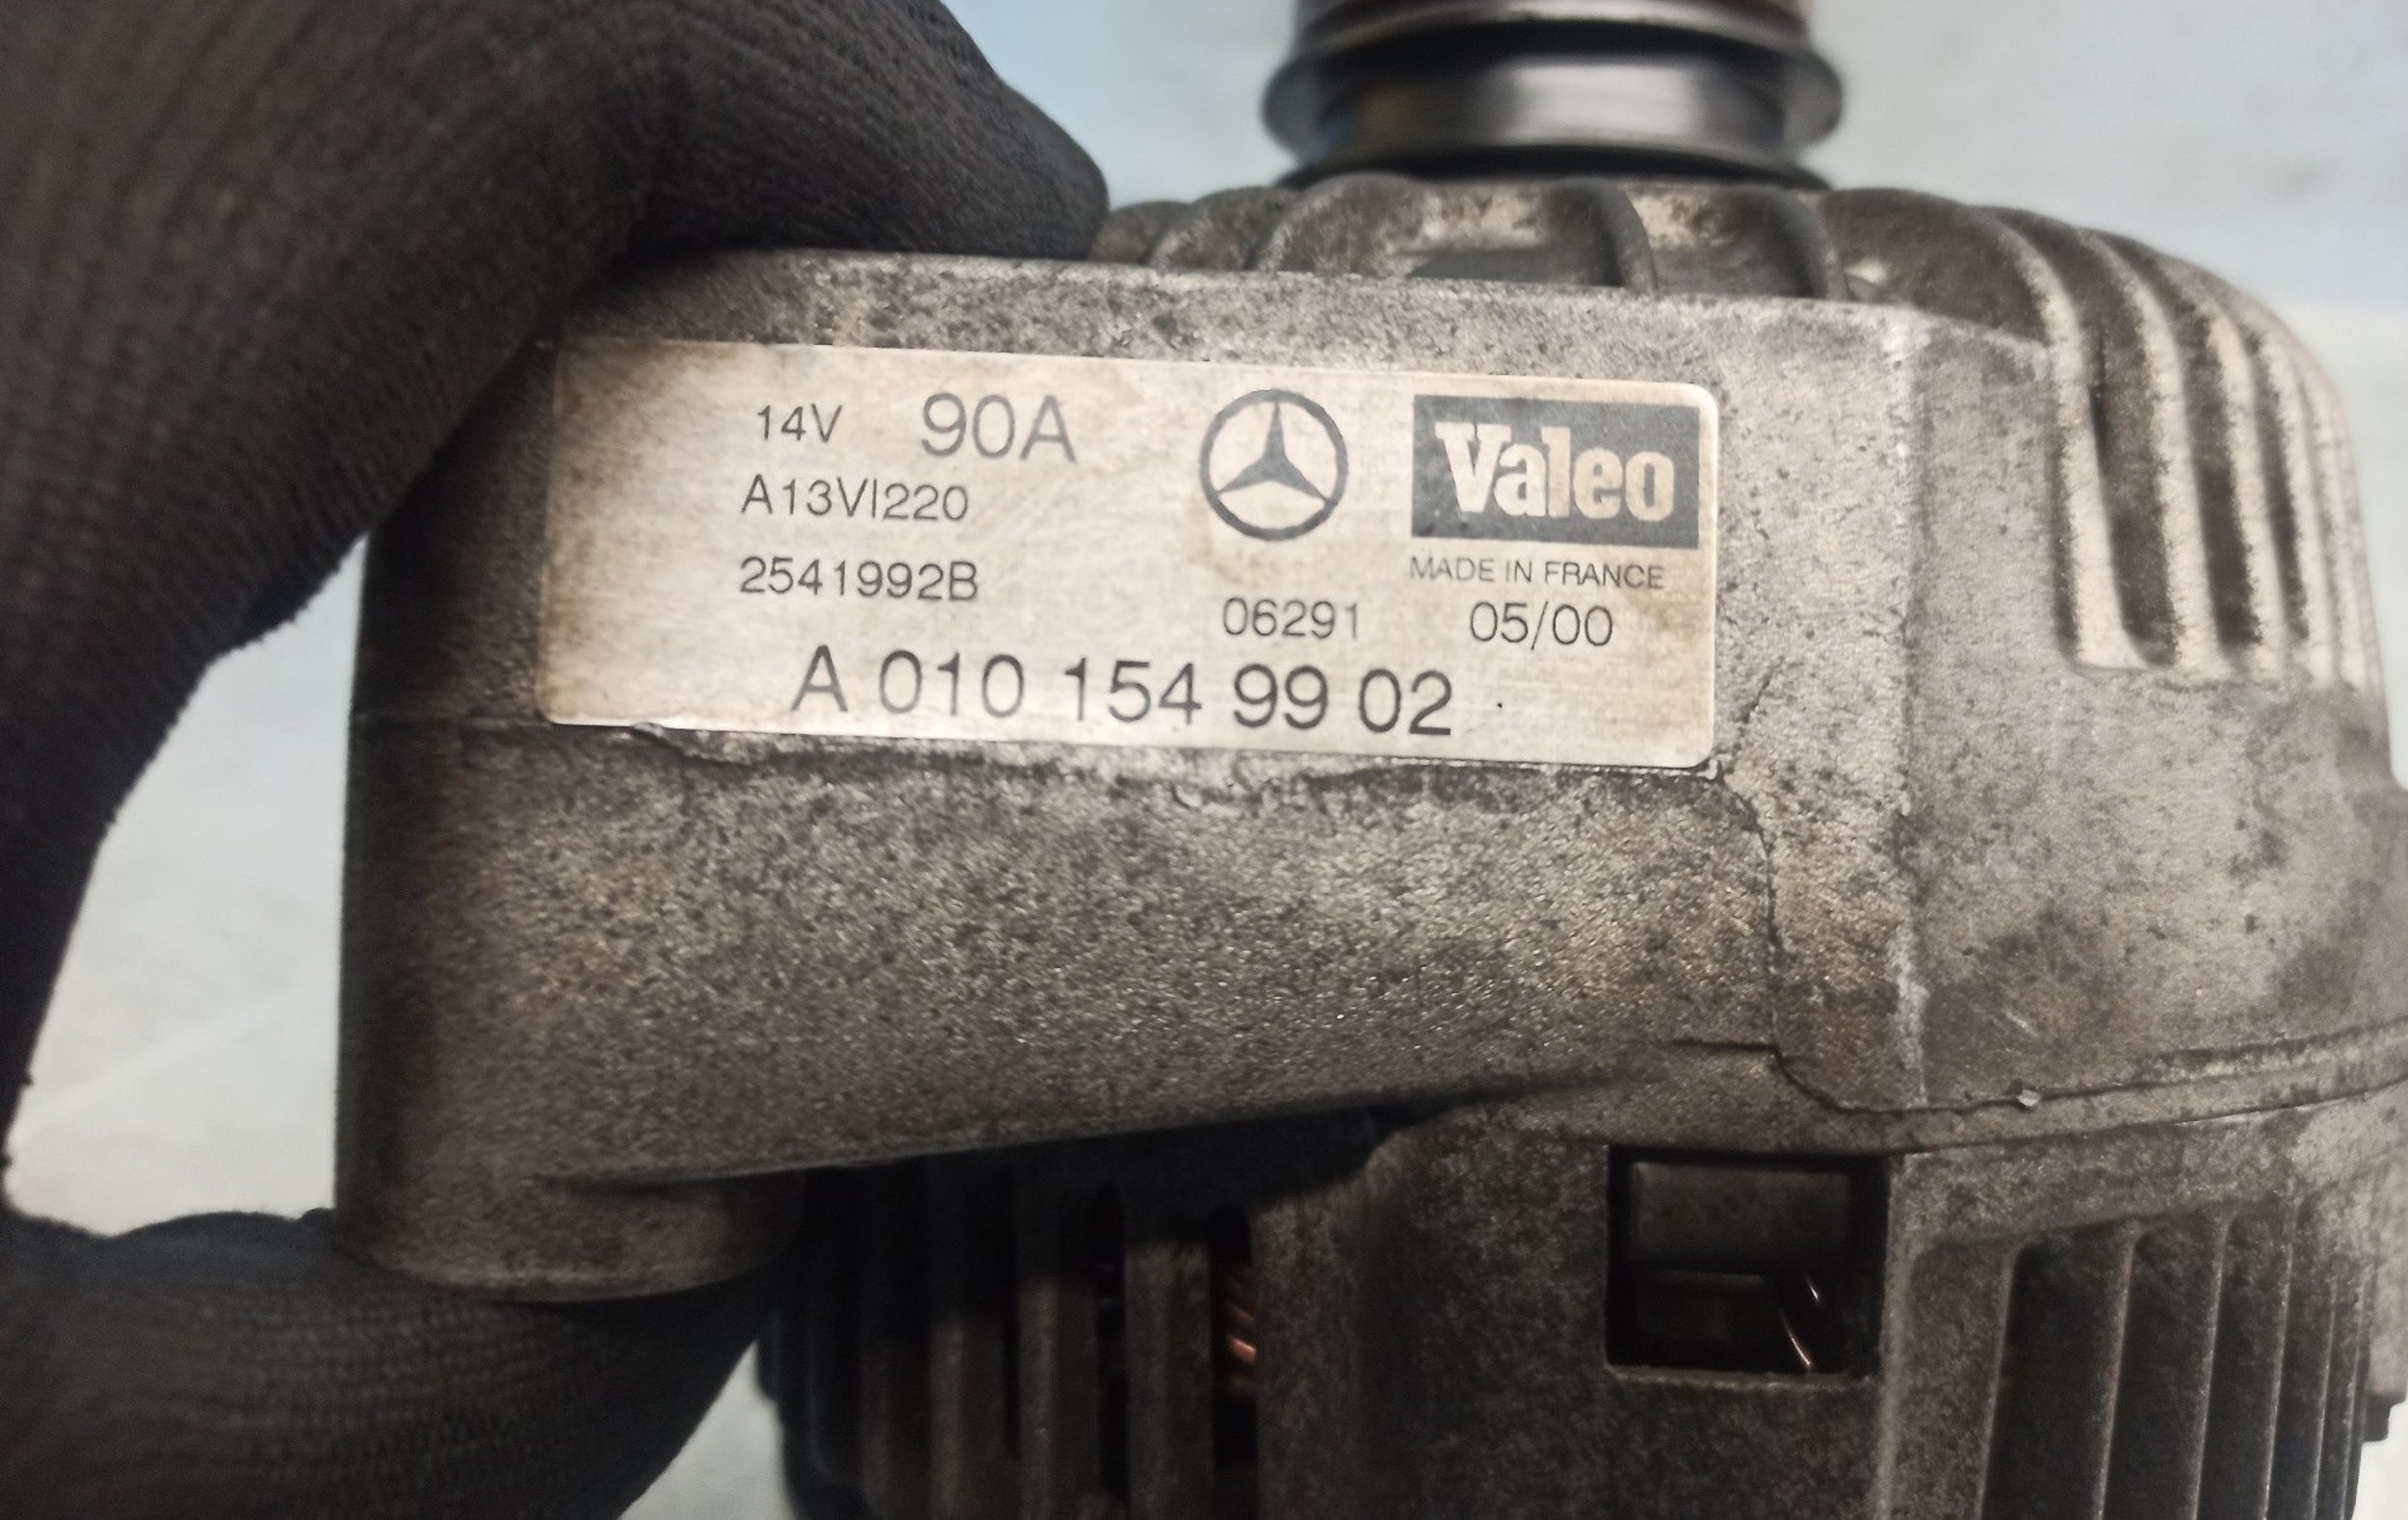 14V 90A Valeo
A13VI220
2541992B MADE IN FRANCE
06291 05/00
A 010 154 99 02